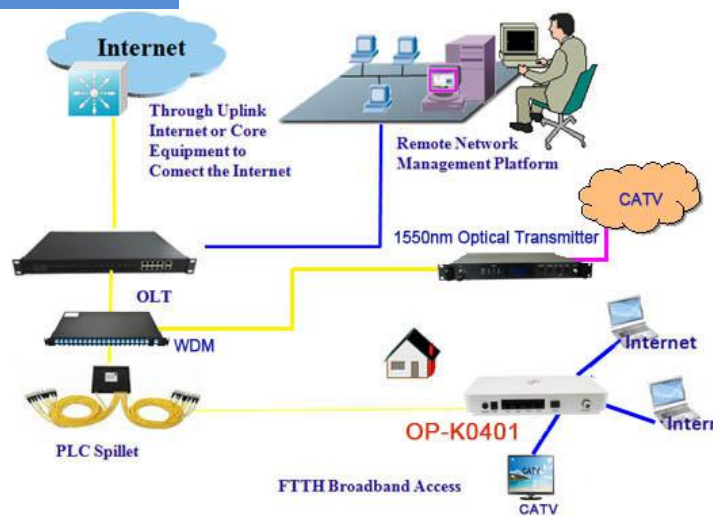 Internet
Through Uplink
Internet or Core
Equipment to
Comect the Internet
Remote Network
Management Platform
CATV
1550nm Optical Transmitter
OLT
WDM
Internet
Intern
OP-K0401
PLC Spillet
CATV
FTTH Broadband Access
CATV